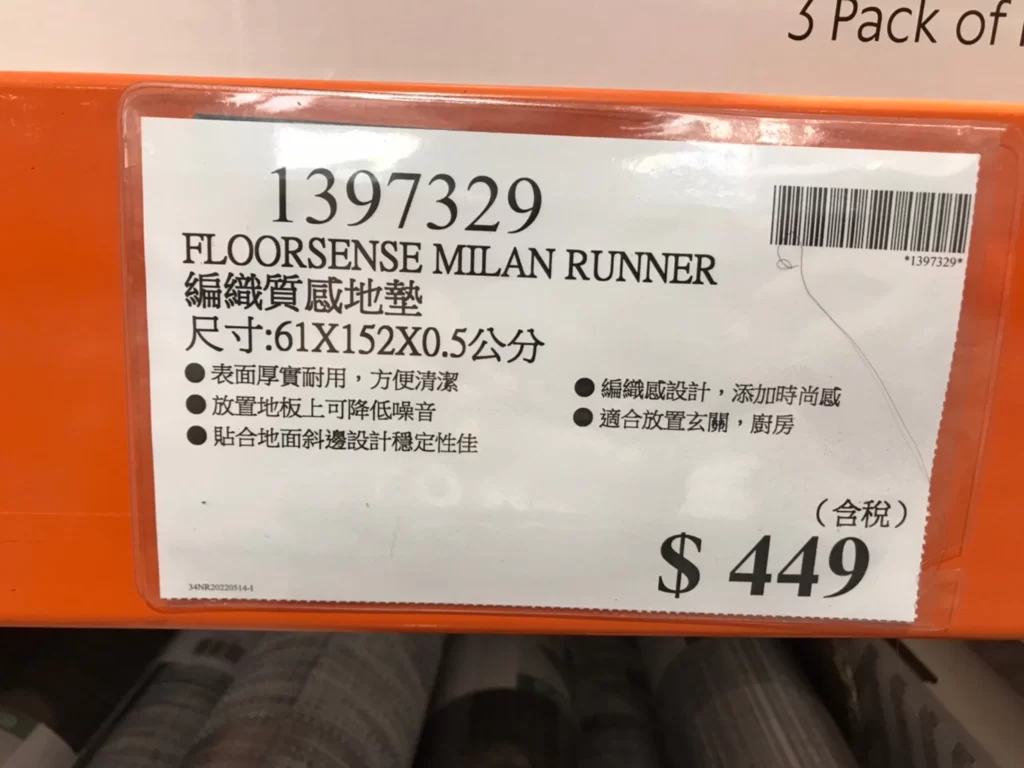 3 Pack of
1397329
*1397329*
FLOORSENSE MILAN RUNNER
編織質感地墊
尺寸:61X152X0.5公分
●表面厚實耐用，方便清潔
●放置地板上可降低噪音
●貼合地面斜邊設計穩定性佳
●編織感設計，添加時尚感
●適合放置玄關，廚房
（含稅）
$ 449
34NR20220514-1